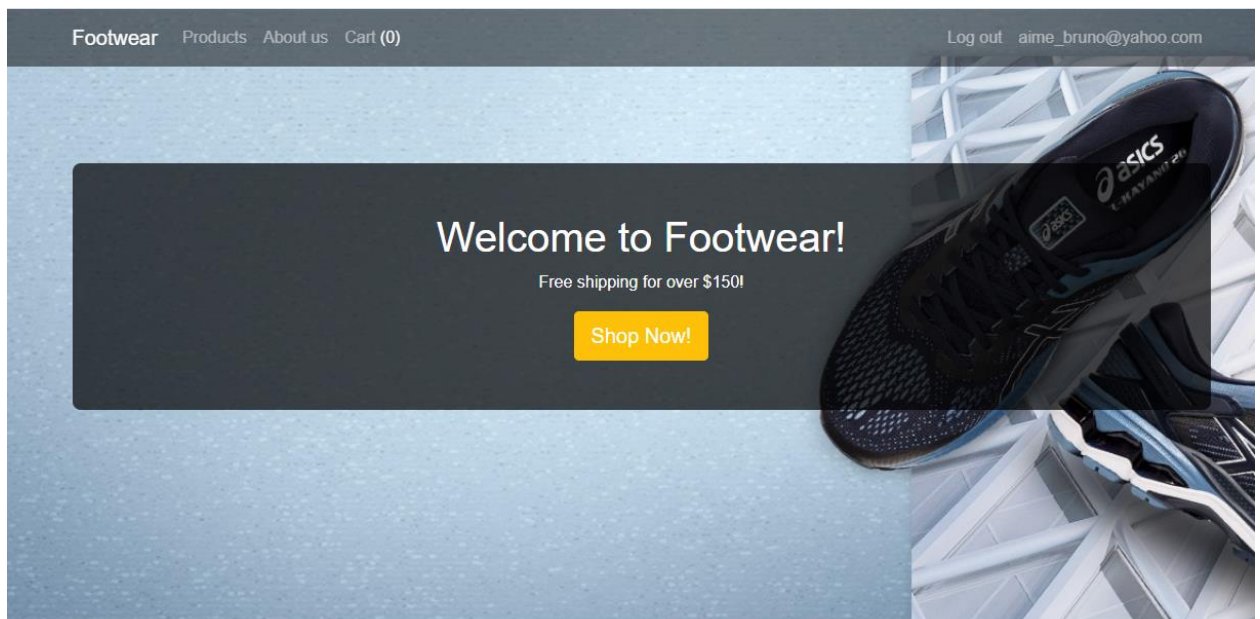 Footwear Products About us Cart (0) Log out aime_bruno@yahoo.com
Welcome to Footwear!
Free shipping for over $150!
Shop Now!
asics
asics